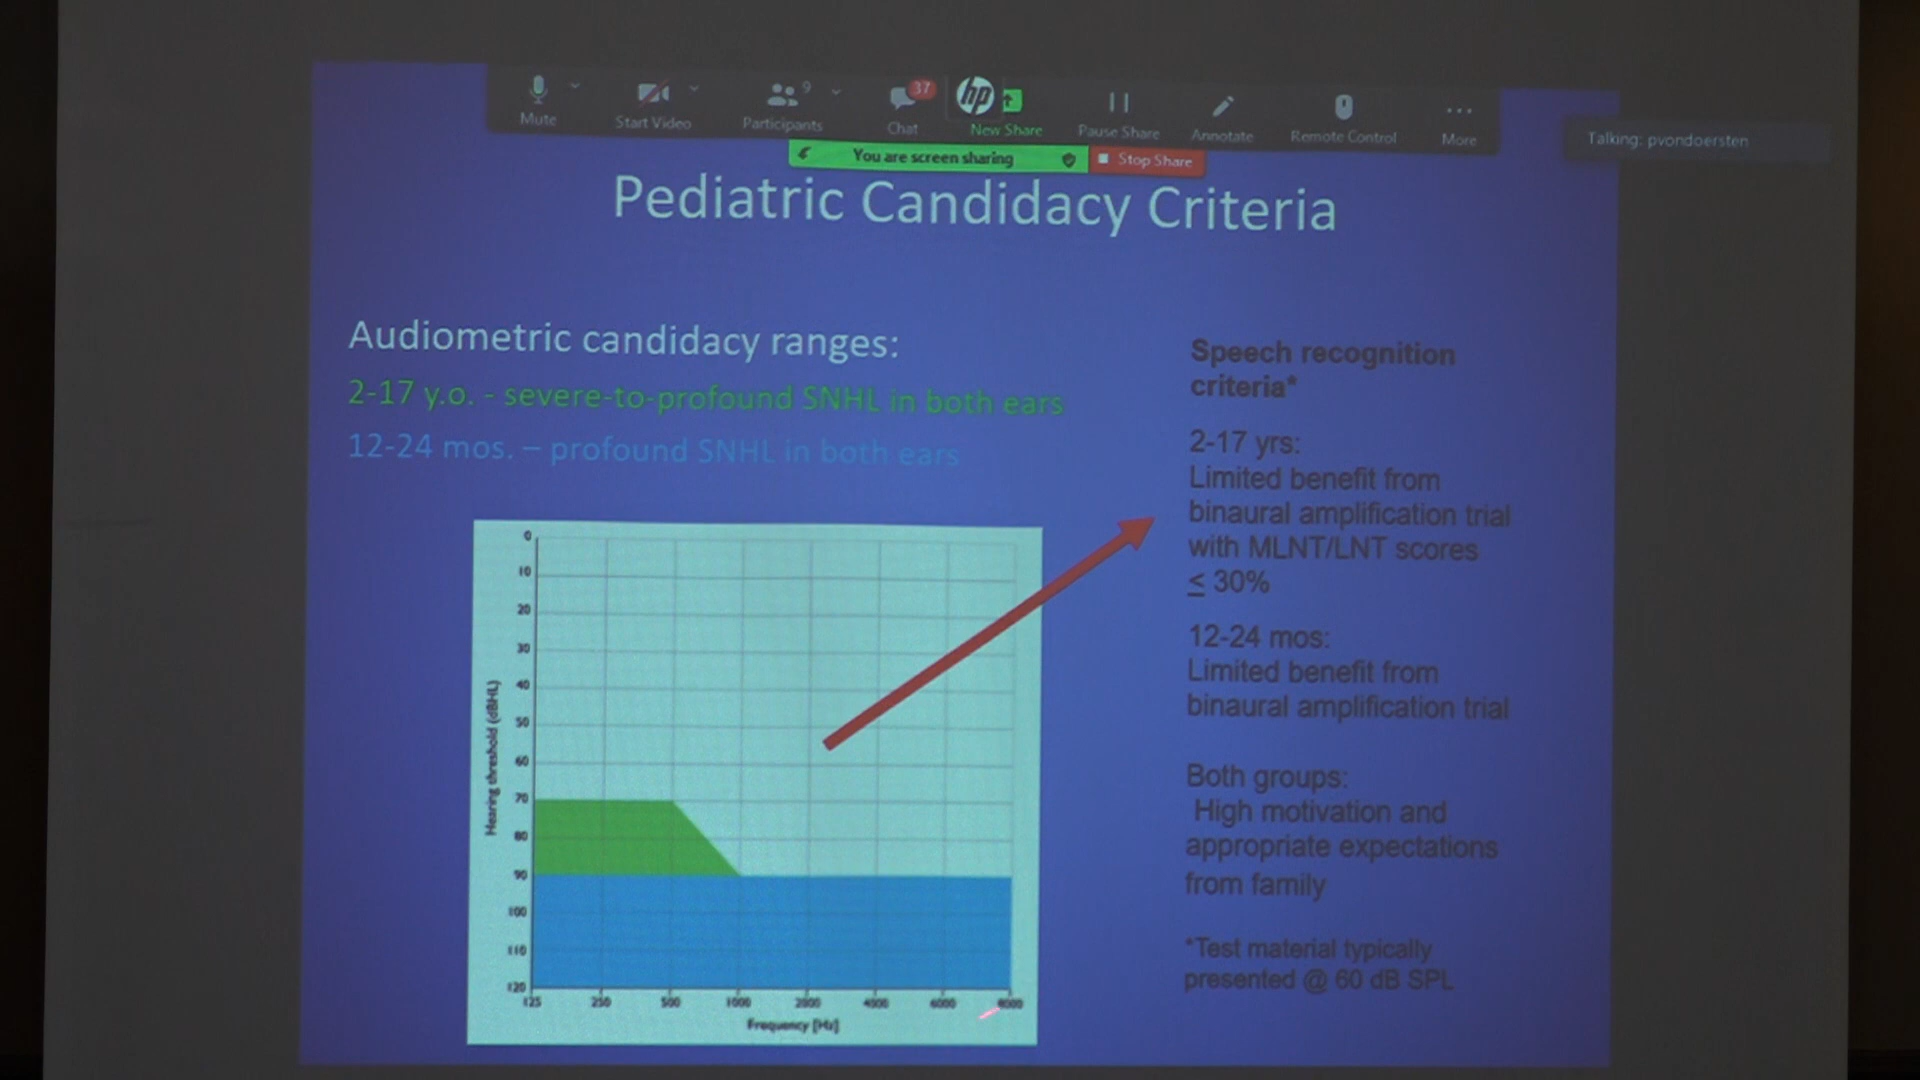 Mute
Start Video
9
Participants
37
Chat
hp
New Share
Pause Share
Annotate
Remote Control
More
You are screen sharing
Stop Share
Talking: pvondoersten
Pediatric Candidacy Criteria
Audiometric candidacy ranges:
2-17 y.o. - severe-to-profound SNHL in both ears
12-24 mos. – profound SNHL in both ears
0
10
20
30
40
50
60
70
80
90
100
110
120
Hearing threshold (dBHL)
125 250 500 1000 2000 4000 6000 8000
Frequency [Hz]
Speech recognition
criteria*
2-17 yrs:
Limited benefit from
binaural amplification trial
with MLNT/LNT scores
≤ 30%
12-24 mos:
Limited benefit from
binaural amplification trial
Both groups:
High motivation and
appropriate expectations
from family
*Test material typically
presented @ 60 dB SPL